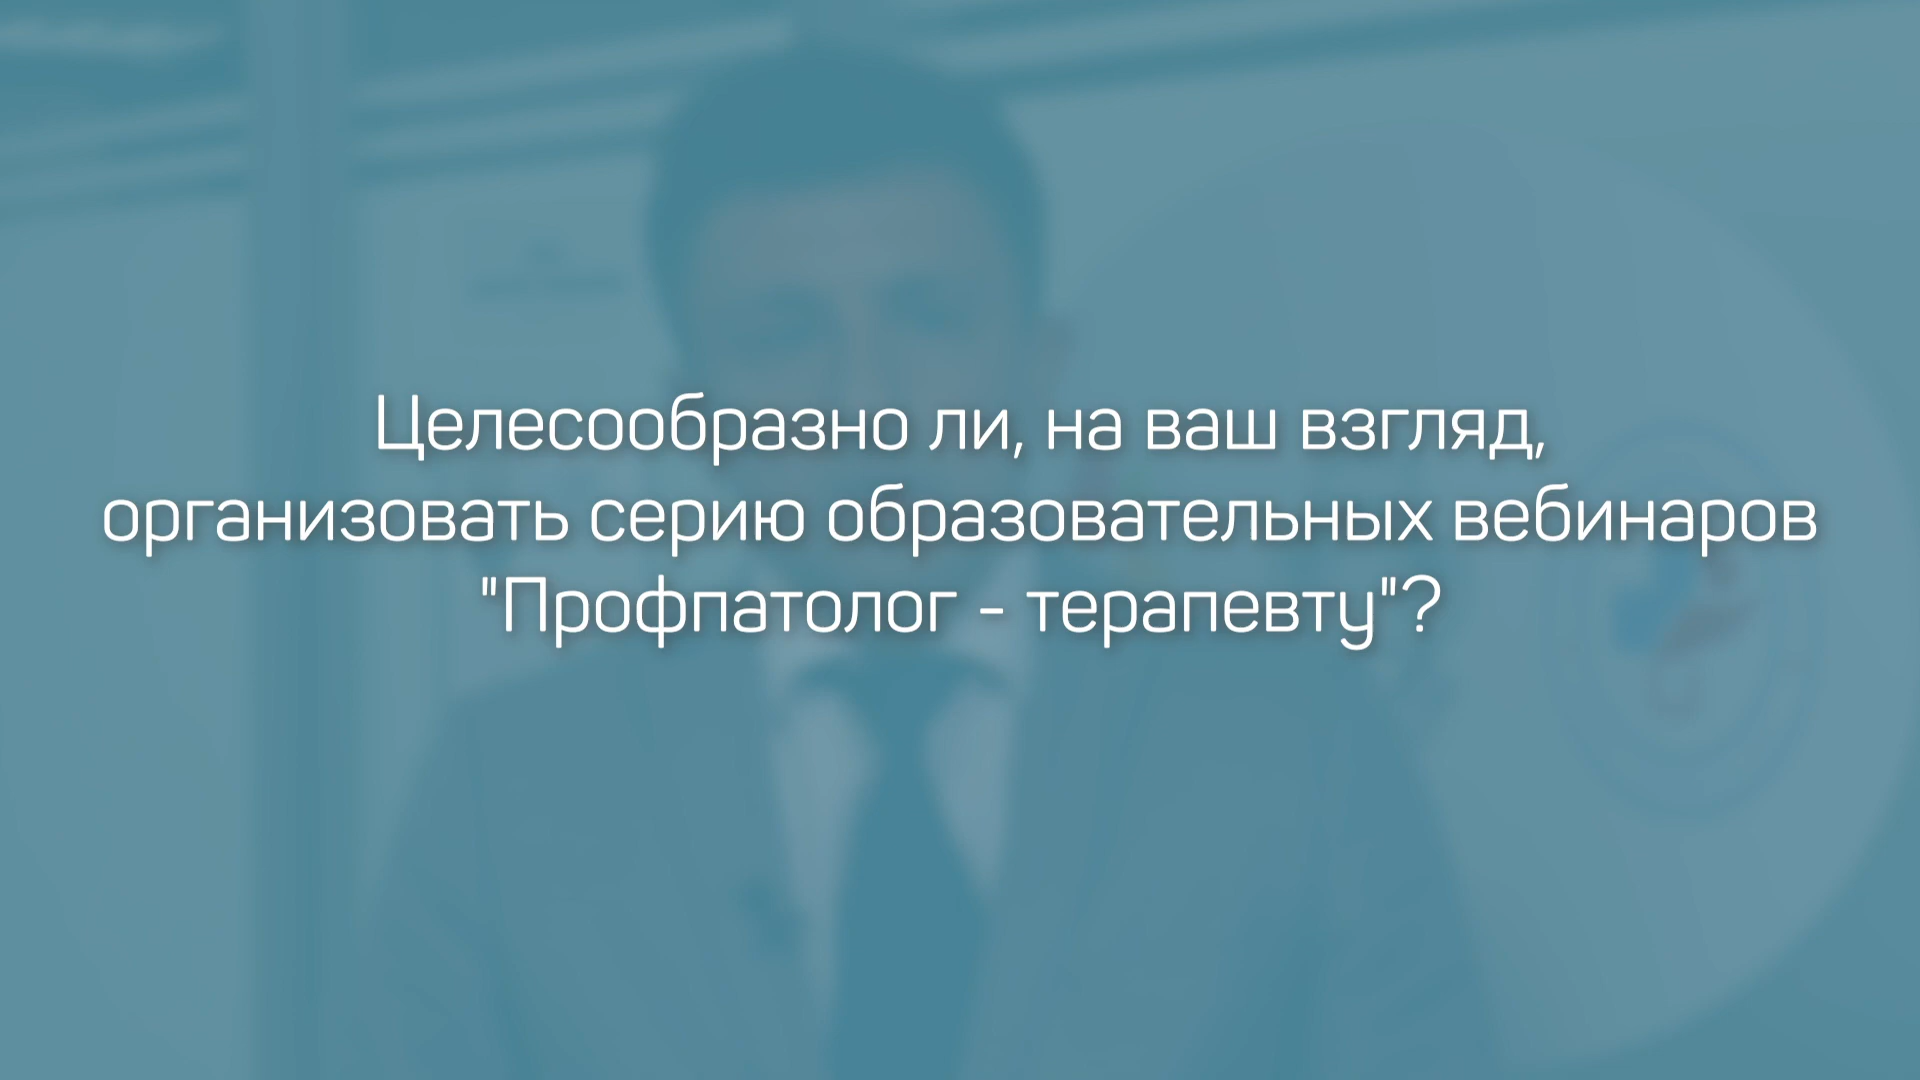 Целесообразно ли, на ваш взгляд,
организовать серию образовательных вебинаров
"Профпатолог - терапевту"?